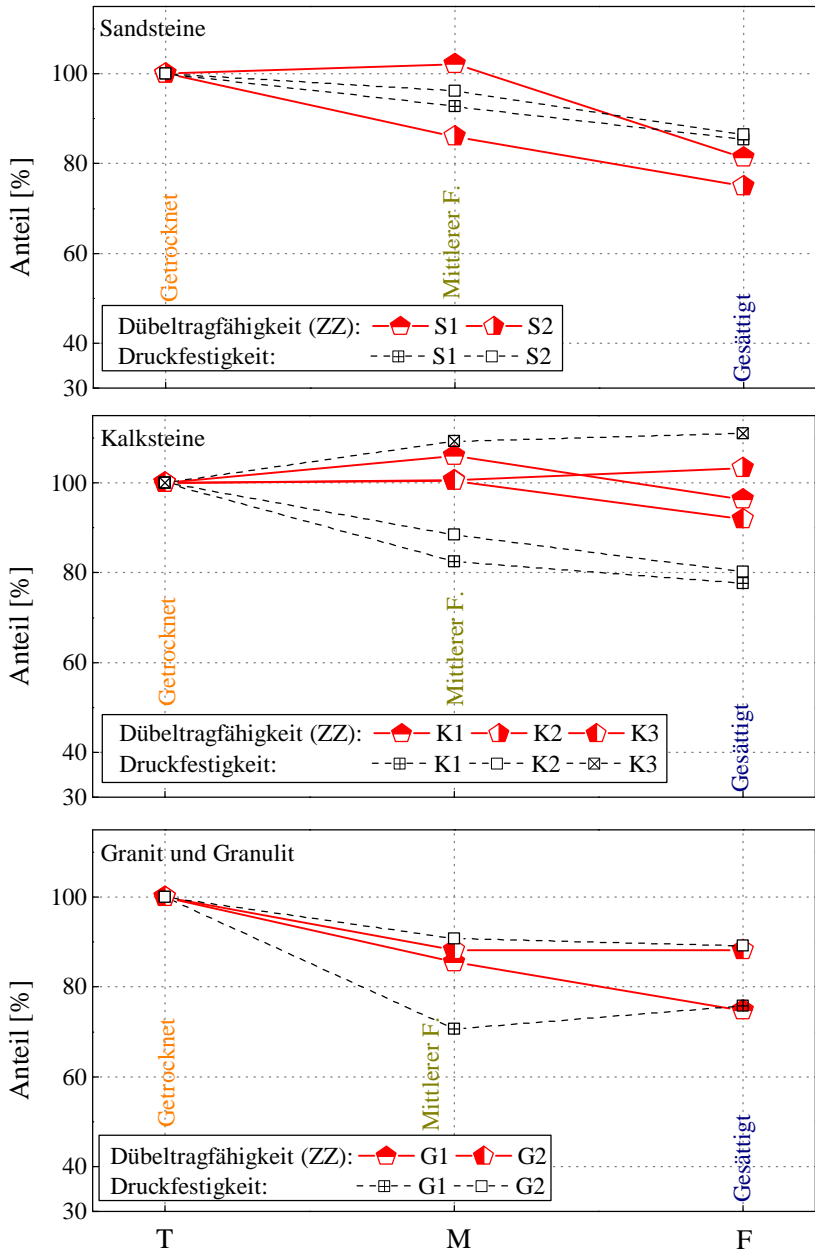 Sandsteine
100
80
60
40
30
Anteil [%]
Getrocknet
Mittlerer F.
Gesättigt
Dübeltragfähigkeit (ZZ): S1 S2
Druckfestigkeit: S1 S2
Kalksteine
100
80
60
40
30
Anteil [%]
Getrocknet
Mittlerer F.
Gesättigt
Dübeltragfähigkeit (ZZ): K1 K2 K3
Druckfestigkeit: K1 K2 K3
Granit und Granulit
100
80
60
40
30
Anteil [%]
Getrocknet
Mittlerer F.
Gesättigt
Dübeltragfähigkeit (ZZ): G1 G2
Druckfestigkeit: G1 G2
T M F